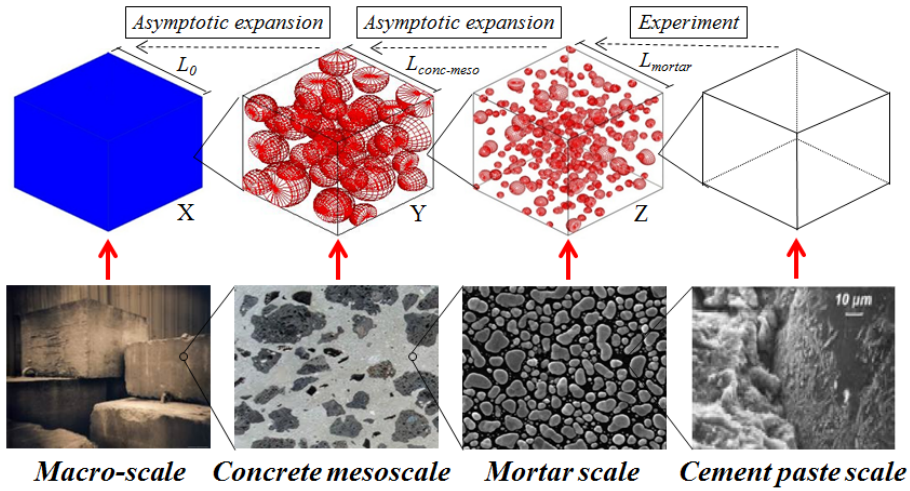 Asymptotic expansion
Asymptotic expansion
Experiment
L0
Lconc-meso
Lmortar
X
Y
Z
10 μm
Macro-scale
Concrete mesoscale
Mortar scale
Cement paste scale